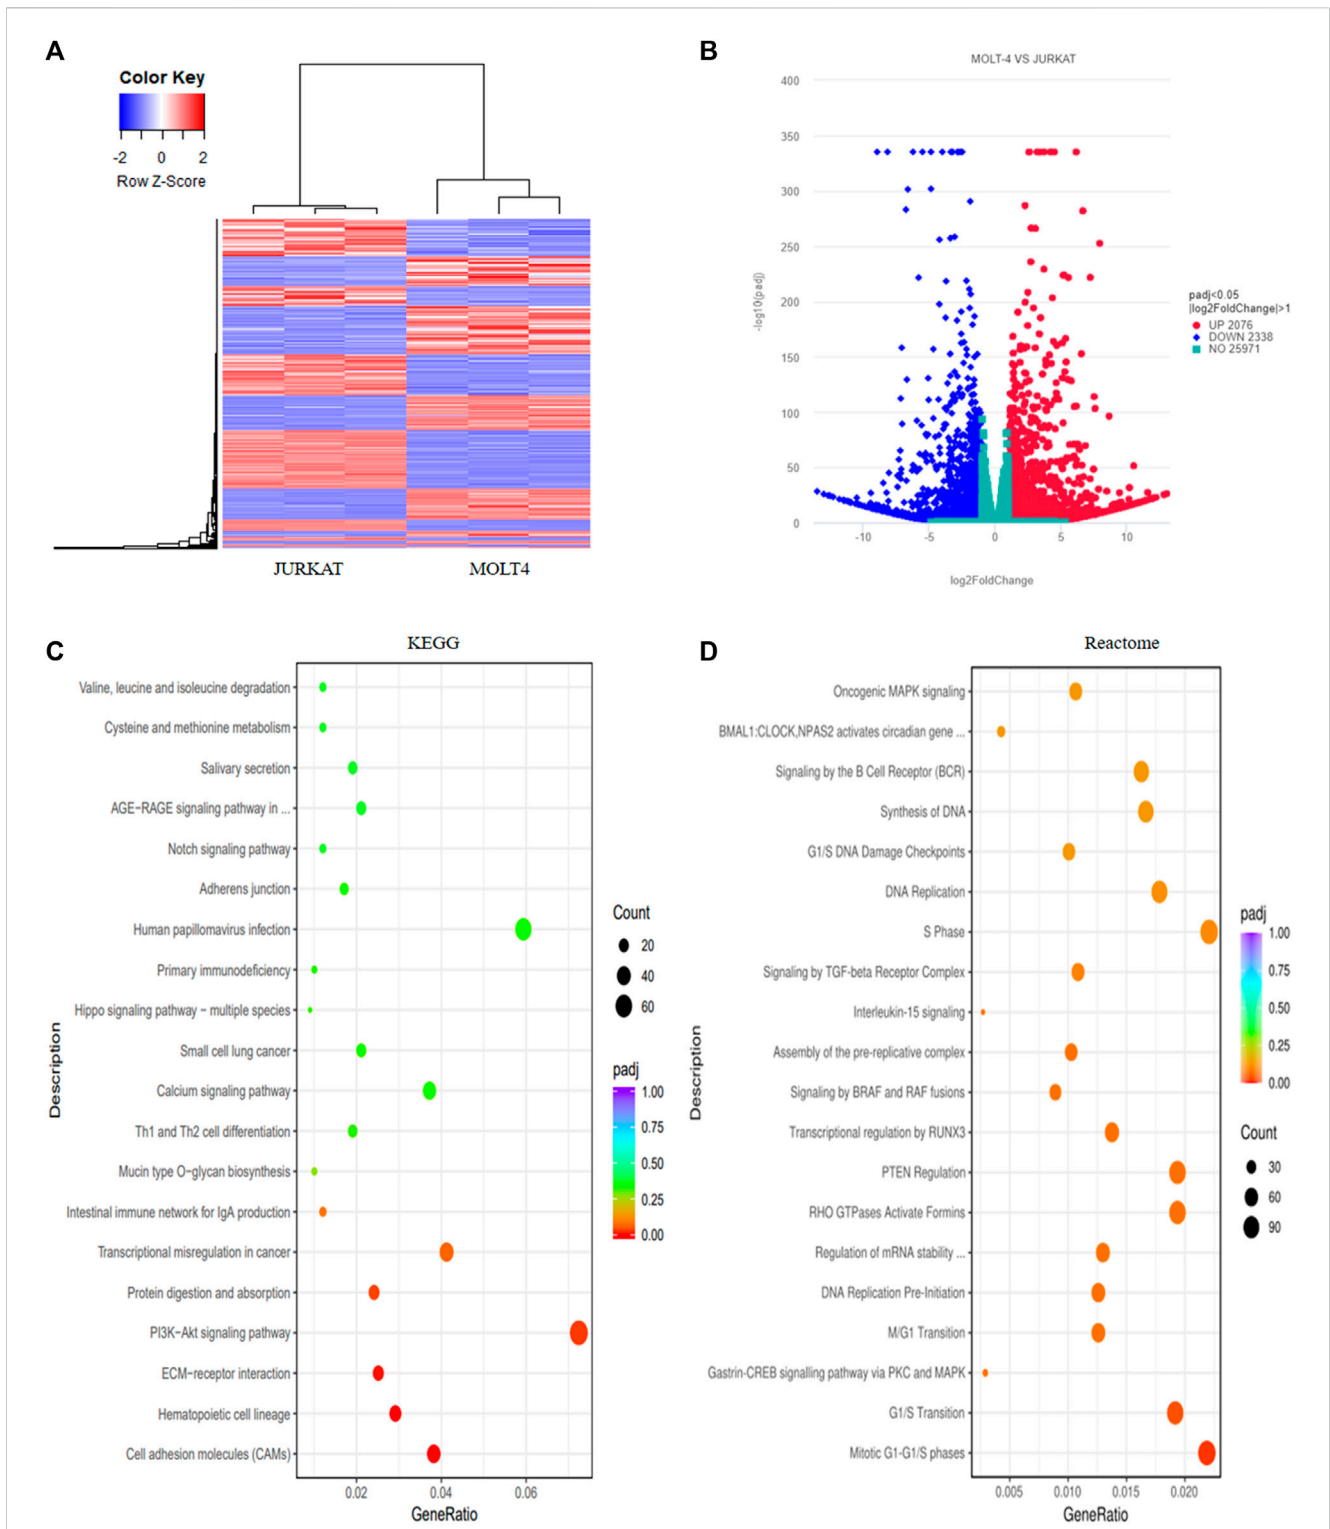 A
Color Key
-2 0 2
Row Z-Score
JURKAT MOLT4
B
MOLT-4 VS JURKAT
400
350
300
250
200
150
100
50
0
-log10(padj)
-10 -5 0 5 10
log2FoldChange
padj<0.05
|log2FoldChange|>1
UP 2076
DOWN 2338
NO 25971
C
KEGG
Description
Valine, leucine and isoleucine degradation
Cysteine and methionine metabolism
Salivary secretion
AGE-RAGE signaling pathway in ...
Notch signaling pathway
Adherens junction
Human papillomavirus infection
Primary immunodeficiency
Hippo signaling pathway - multiple species
Small cell lung cancer
Calcium signaling pathway
Th1 and Th2 cell differentiation
Mucin type O-glycan biosynthesis
Intestinal immune network for IgA production
Transcriptional misregulation in cancer
Protein digestion and absorption
PI3K-Akt signaling pathway
ECM-receptor interaction
Hematopoietic cell lineage
Cell adhesion molecules (CAMs)
0.02 0.04 0.06
GeneRatio
Count
20
40
60
padj
1.00
0.75
0.50
0.25
0.00
D
Reactome
Description
Oncogenic MAPK signaling
BMAL1:CLOCK,NPAS2 activates circadian gene ...
Signaling by the B Cell Receptor (BCR)
Synthesis of DNA
G1/S DNA Damage Checkpoints
DNA Replication
S Phase
Signaling by TGF-beta Receptor Complex
Interleukin-15 signaling
Assembly of the pre-replicative complex
Signaling by BRAF and RAF fusions
Transcriptional regulation by RUNX3
PTEN Regulation
RHO GTPases Activate Formins
Regulation of mRNA stability ...
DNA Replication Pre-Initiation
M/G1 Transition
Gastrin-CREB signalling pathway via PKC and MAPK
G1/S Transition
Mitotic G1-G1/S phases
0.005 0.010 0.015 0.020
GeneRatio
padj
1.00
0.75
0.50
0.25
0.00
Count
30
60
90